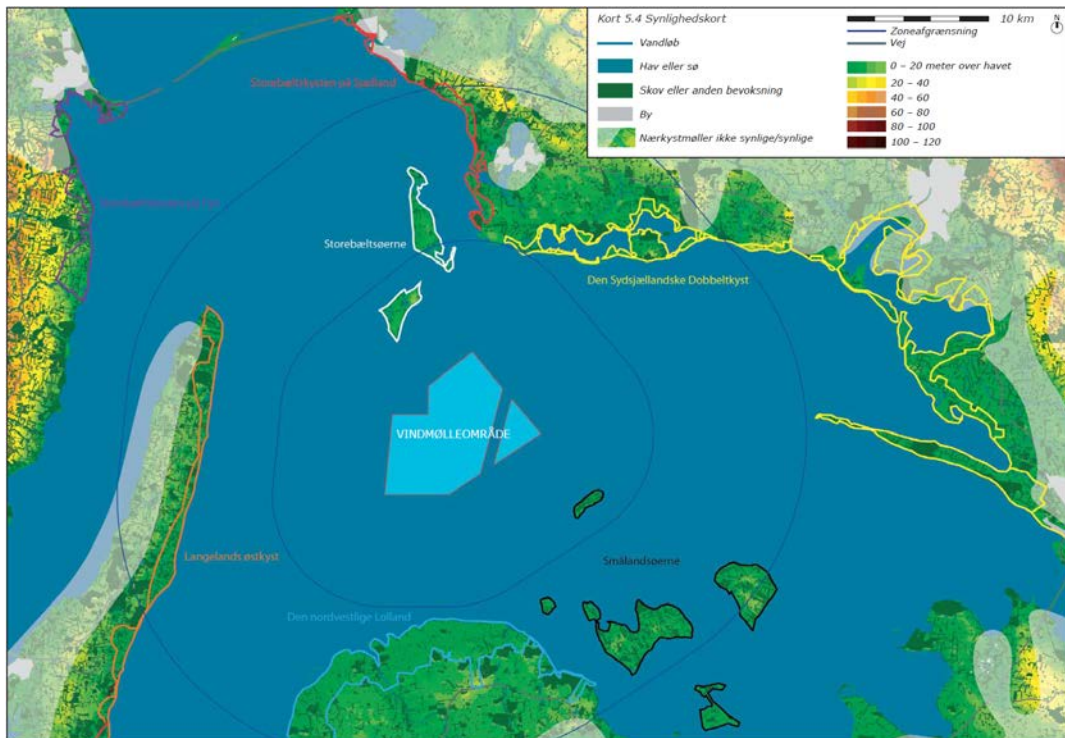 Kort 5.4 Synlighedskort
10 km
N
Vandløb
Hav eller sø
Skov eller anden bevoksning
By
Nærkystmøller ikke synlige/synlige
Zoneafgrænsning
Vej
0 – 20 meter over havet
20 – 40
40 – 60
60 – 80
80 – 100
100 – 120
Storebæltskysten på Sjælland
Storebæltsøerne
Den Sydsjællandske Dobbeltkyst
VINDMØLLEOMRÅDE
Langelands østkyst
Smålandsøerne
Den nordvestlige Lolland